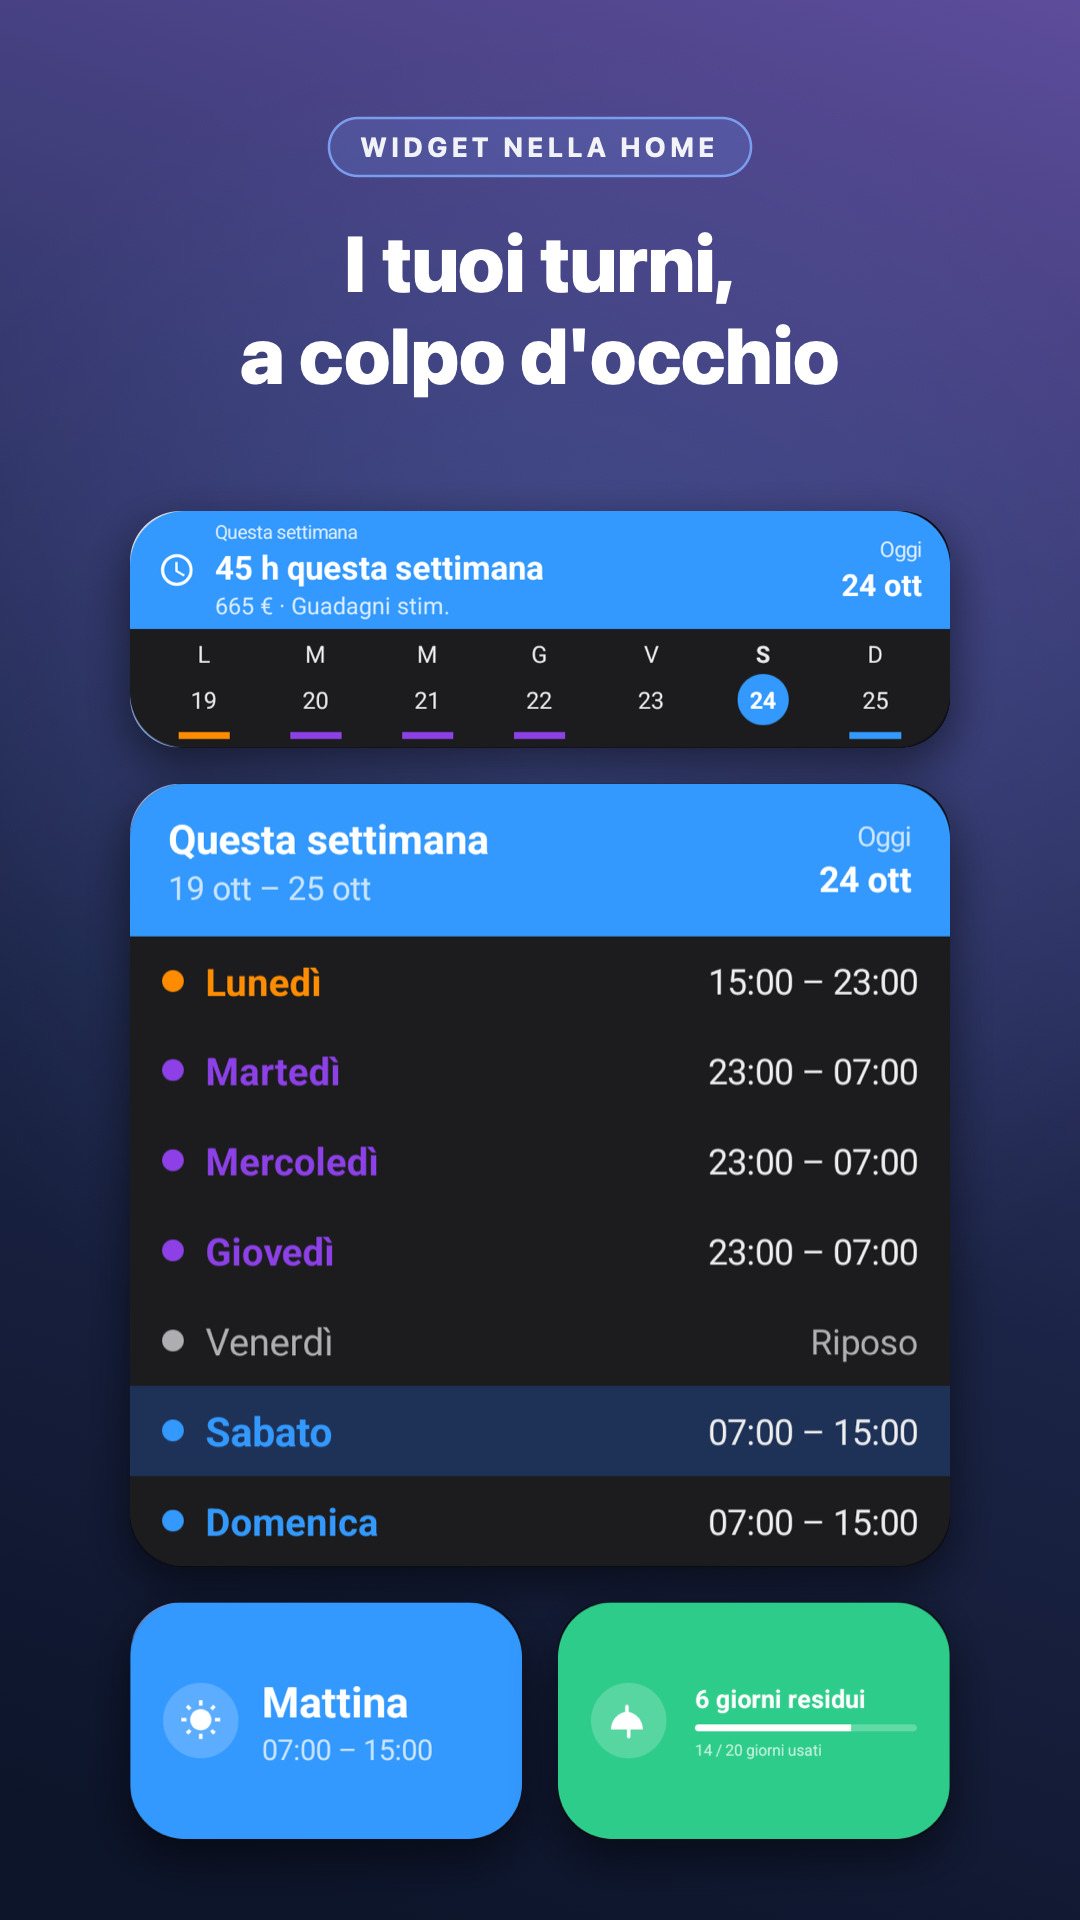 WIDGET NELLA HOME
I tuoi turni,
a colpo d'occhio
Questa settimana
45 h questa settimana
665 € · Guadagni stim.
Oggi
24 ott
L M M G V S D
19 20 21 22 23 24 25
Questa settimana
19 ott – 25 ott
Oggi
24 ott
Lunedì 15:00 – 23:00
Martedì 23:00 – 07:00
Mercoledì 23:00 – 07:00
Giovedì 23:00 – 07:00
Venerdì Riposo
Sabato 07:00 – 15:00
Domenica 07:00 – 15:00
Mattina
07:00 – 15:00
6 giorni residui
14 / 20 giorni usati